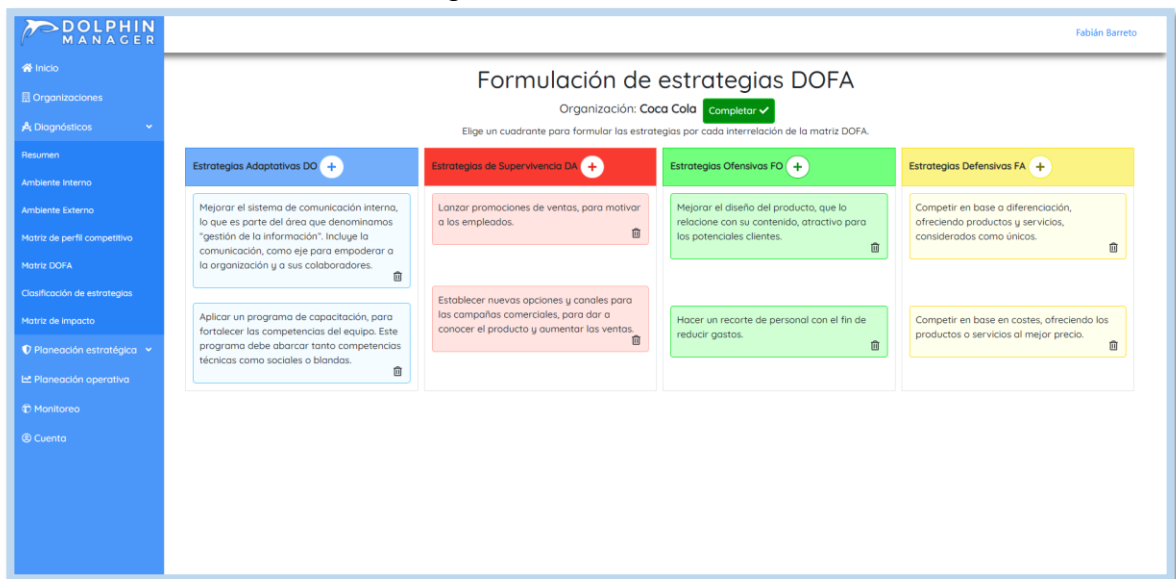 DOLPHIN
MANAGER
Fabián Barreto
Inicio
Organizaciones
Diagnósticos
Resumen
Ambiente Interno
Ambiente Externo
Matriz de perfil competitivo
Matriz DOFA
Clasificación de estrategias
Matriz de impacto
Planeación estratégica
Planeación operativa
Monitoreo
Cuenta
Formulación de estrategias DOFA
Organización: Coca Cola Completar
Elige un cuadrante para formular las estrategias por cada interrelación de la matriz DOFA.
Estrategias Adaptativas DO +
Mejorar el sistema de comunicación interna,
lo que es parte del área que denominamos
"gestión de la información". Incluye la
comunicación, como eje para empoderar a
la organización y a sus colaboradores.
Aplicar un programa de capacitación, para
fortalecer las competencias del equipo. Este
programa debe abarcar tanto competencias
técnicas como sociales o blandas.
Estrategias de Supervivencia DA +
Lanzar promociones de ventas, para motivar
a los empleados.
Establecer nuevas opciones y canales para
las campañas comerciales, para dar a
conocer el producto y aumentar las ventas.
Estrategias Ofensivas FO +
Mejorar el diseño del producto, que lo
relacione con su contenido, atractivo para
los potenciales clientes.
Hacer un recorte de personal con el fin de
reducir gastos.
Estrategias Defensivas FA +
Competir en base a diferenciación,
ofreciendo productos y servicios,
considerados como únicos.
Competir en base en costes, ofreciendo los
productos o servicios al mejor precio.